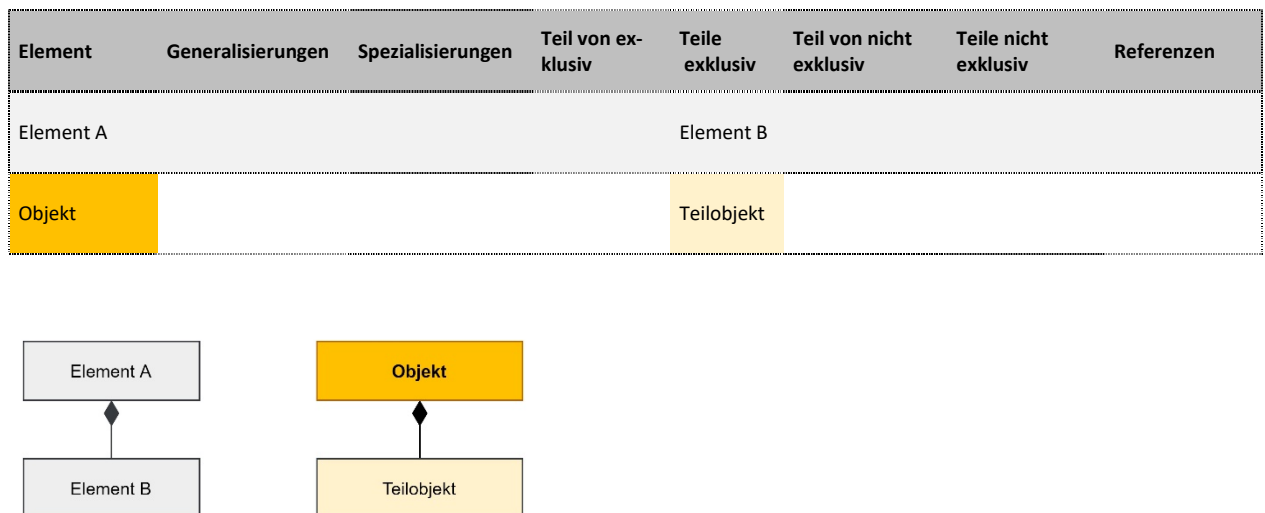 Element Generalisierungen Spezialisierungen Teil von ex-
klusiv Teile
exklusiv Teil von nicht
exklusiv Teile nicht
exklusiv Referenzen
Element A Element B
Objekt Teilobjekt
Element A Objekt
Element B Teilobjekt